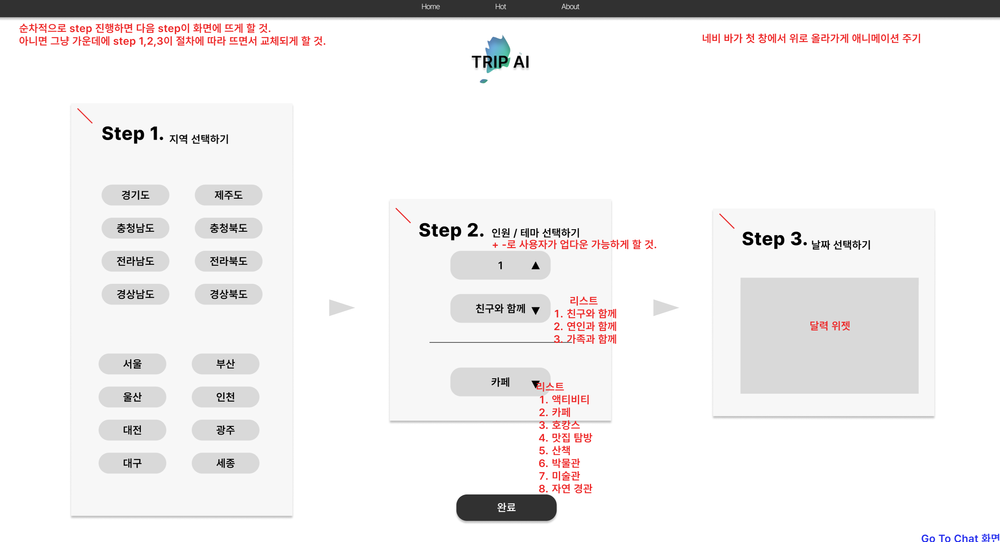 Home Hot About
순차적으로 step 진행하면 다음 step이 화면에 뜨게 할 것.
아니면 그냥 가운데에 step 1,2,3이 절차에 따라 뜨면서 교체되게 할 것.
네비 바가 첫 창에서 위로 올라가게 애니메이션 주기
TRIP AI
Step 1. 지역 선택하기
경기도 제주도
충청남도 충청북도
전라남도 전라북도
경상남도 경상북도
서울 부산
울산 인천
대전 광주
대구 세종
Step 2. 인원 / 테마 선택하기
+ -로 사용자가 업다운 가능하게 할 것.
1 ▲
친구와 함께 ▼
리스트
1. 친구와 함께
2. 연인과 함께
3. 가족과 함께
카페 ▼
리스트
1. 액티비티
2. 카페
3. 호캉스
4. 맛집 탐방
5. 산책
6. 박물관
7. 미술관
8. 자연 경관
Step 3. 날짜 선택하기
달력 위젯
완료
Go To Chat 화면